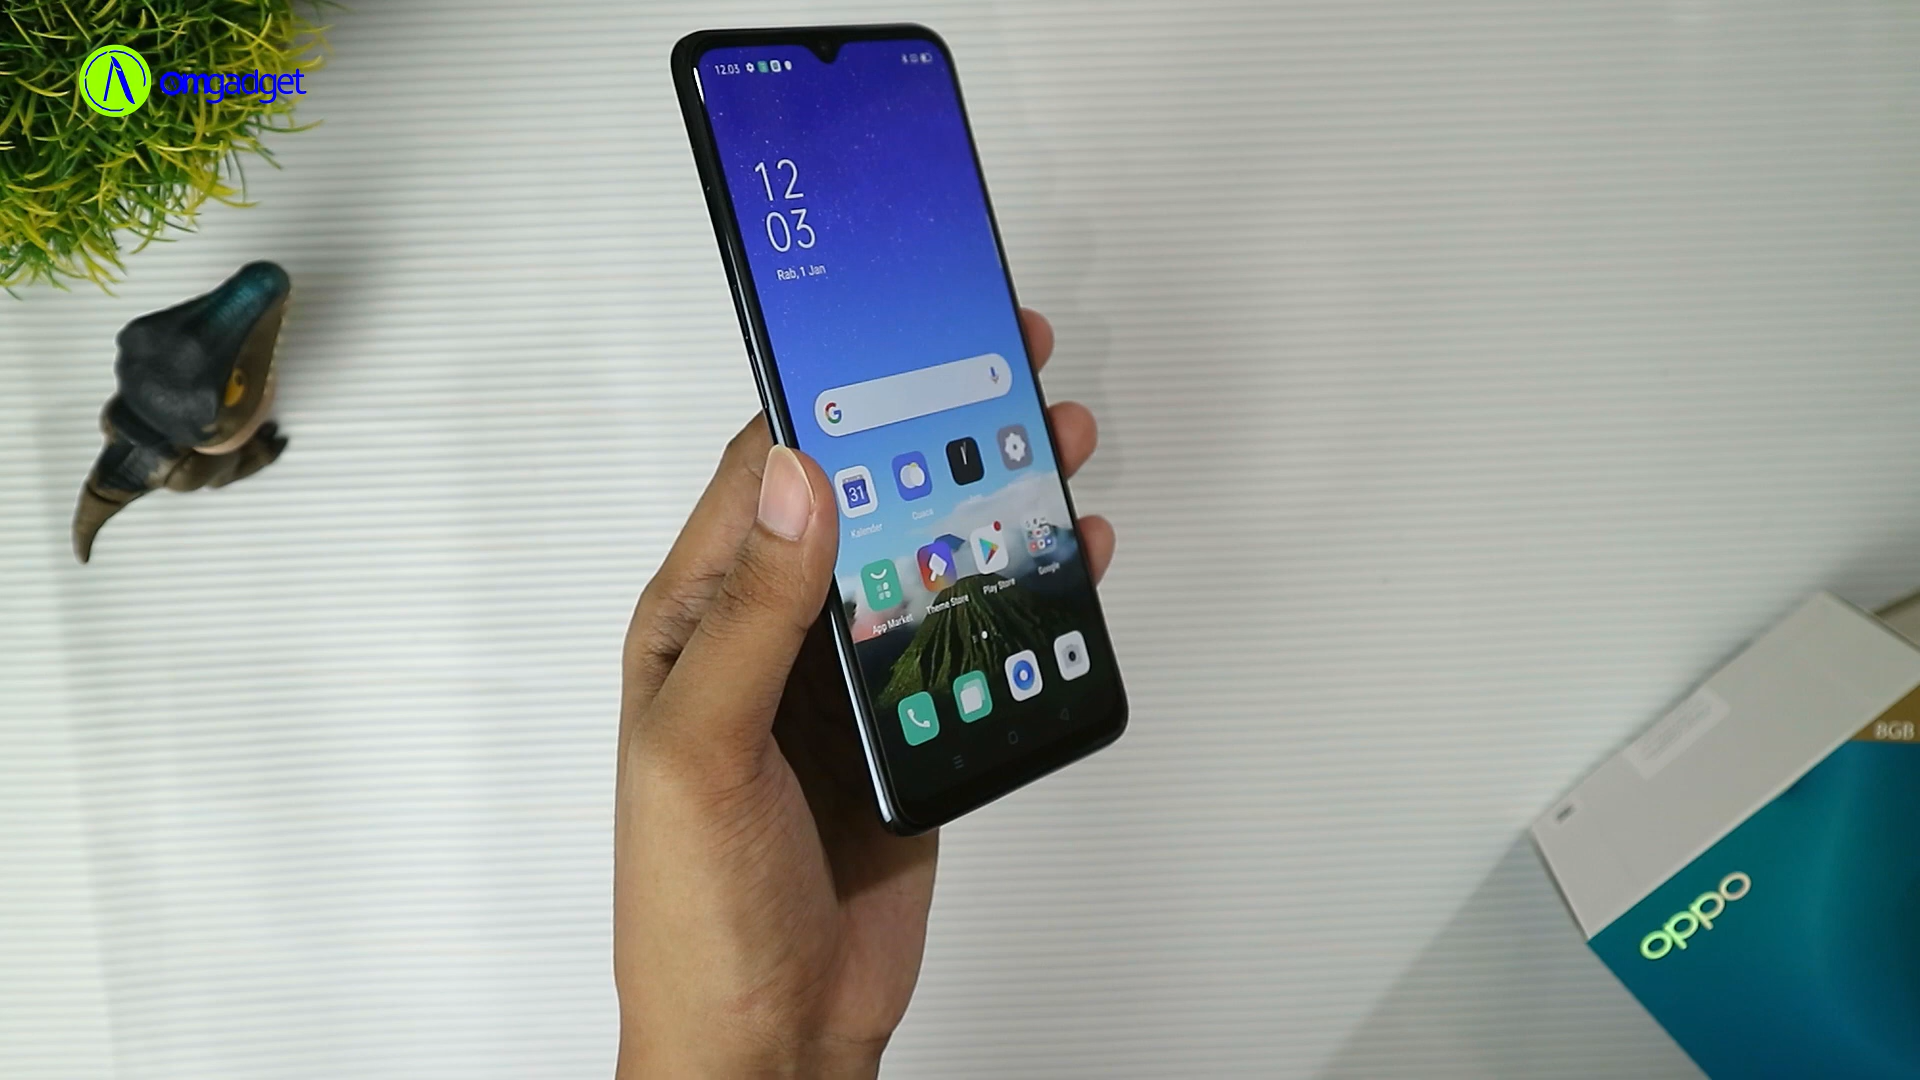 omgadget
12.03
12
03
Rab, 1 Jan
G
31
Kalender
Cuaca
Jam
App Market
Theme Store
Play Store
Google
8GB
oppo